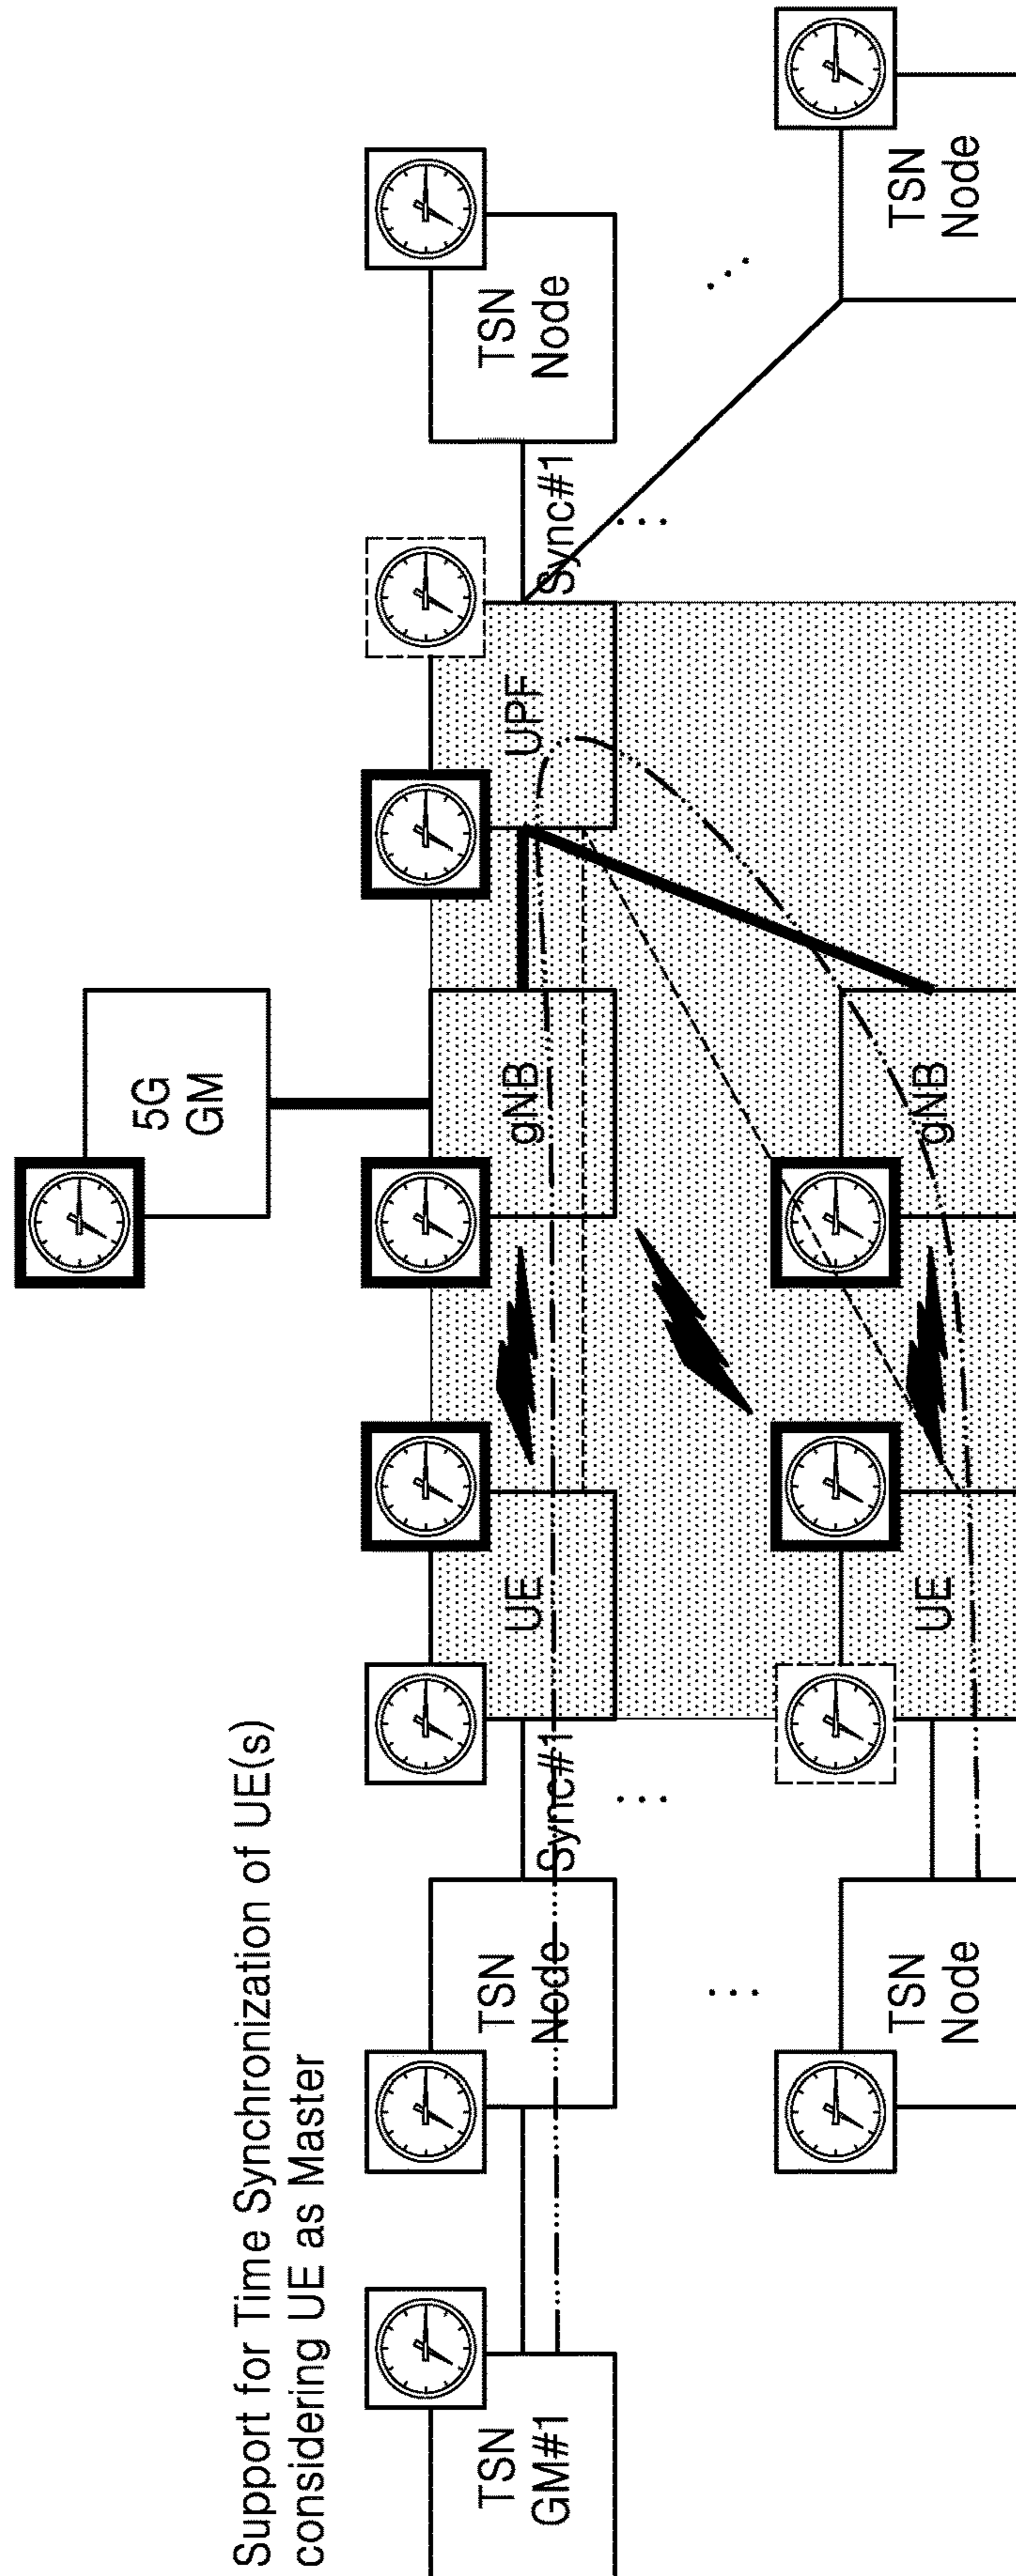 Support for Time Synchronization of UE(s)
considering UE as Master
5G
GM
TSN
GM#1
TSN
Node
Sync#1
UE
gNB
UPF
Sync#1
TSN
Node
TSN
Node
UE
gNB
TSN
Node